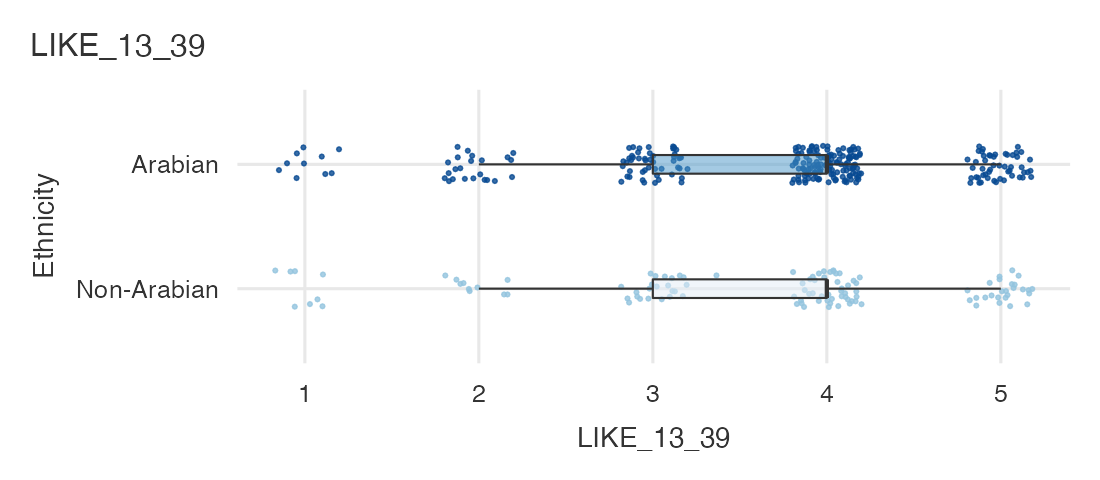 LIKE_13_39
Ethnicity
Arabian
Non-Arabian
1 2 3 4 5
LIKE_13_39